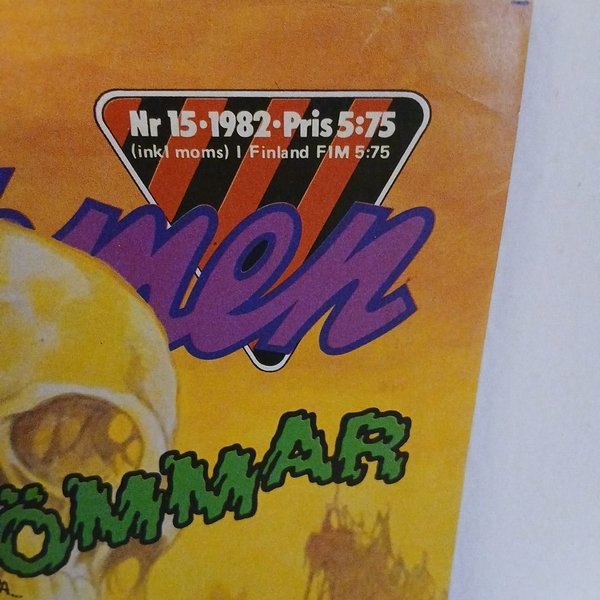 Nr 15·1982·Pris 5:75
(inkl moms) I Finland FIM 5:75
men
ÖMMAR
A...